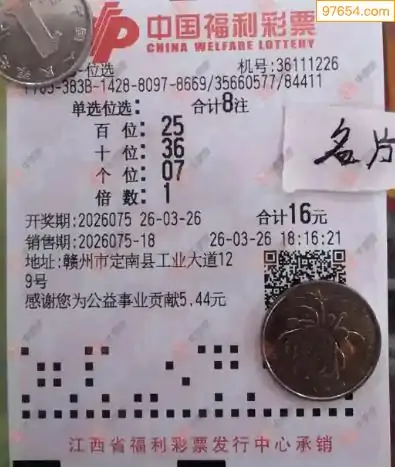 97654.com
中国福利彩票
CHINA WELFARE LOTTERY
-位选 机号:36111226
383B-1428-8097-8669/35660577/84411
单选位选: 合计8注
百 位: 25
十 位: 36
个 位: 07
倍 数: 1
开奖期:2026075 26-03-26 合计16元
销售期:2026075-18 26-03-26 18:16:21
地址:赣州市定南县工业大道12
9号
感谢您为公益事业贡献5.44元
江西省福利彩票发行中心承销
名片